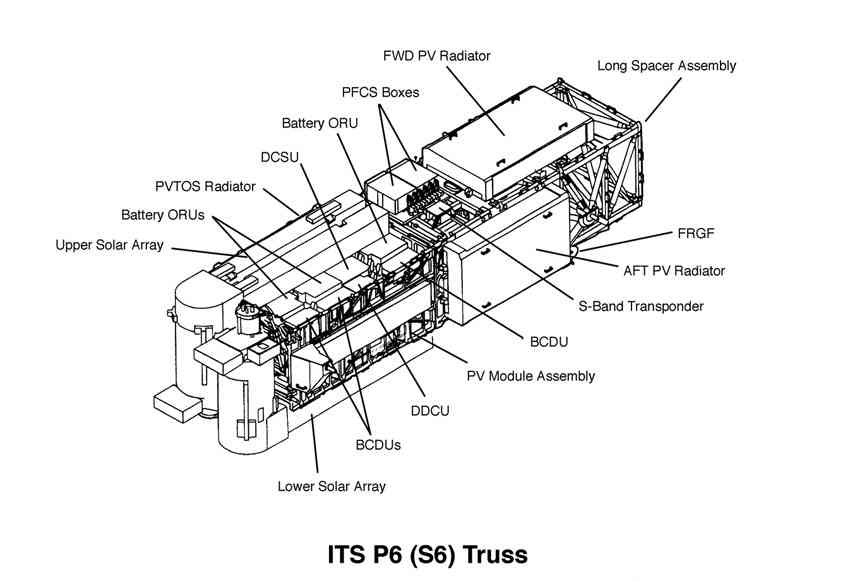 FWD PV Radiator
Long Spacer Assembly
PFCS Boxes
Battery ORU
DCSU
PVTOS Radiator
Battery ORUs
Upper Solar Array
FRGF
AFT PV Radiator
S-Band Transponder
BCDU
PV Module Assembly
DDCU
BCDUs
Lower Solar Array
ITS P6 (S6) Truss